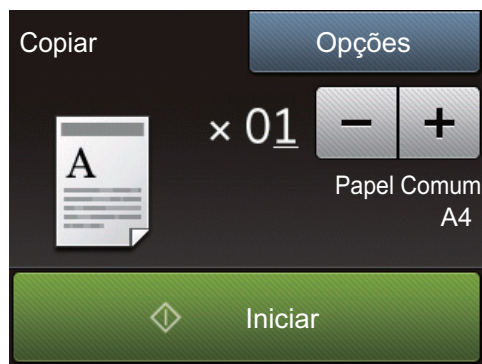 Copiar
Opções
× 01
− +
A
Papel Comum
A4
Iniciar